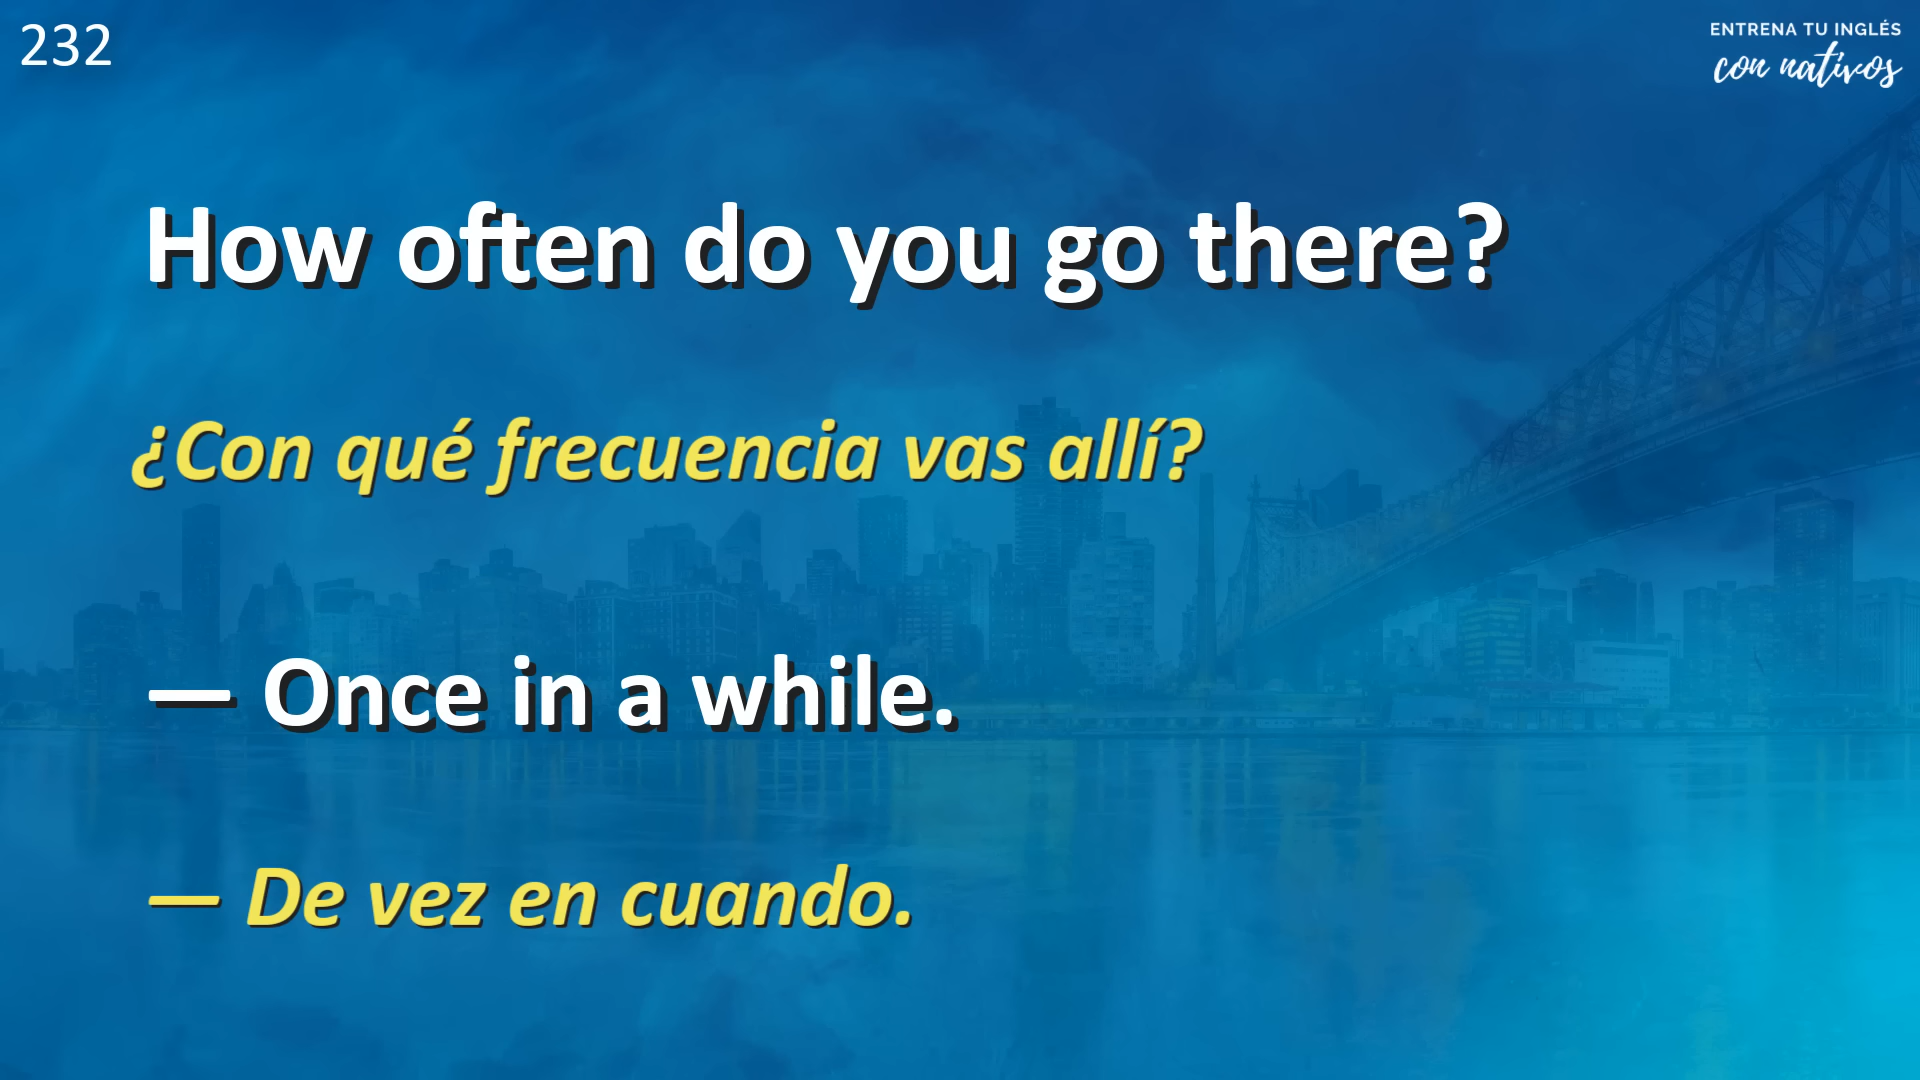 232
ENTRENA TU INGLÉS
con nativos
How often do you go there?
¿Con qué frecuencia vas allí?
— Once in a while.
— De vez en cuando.